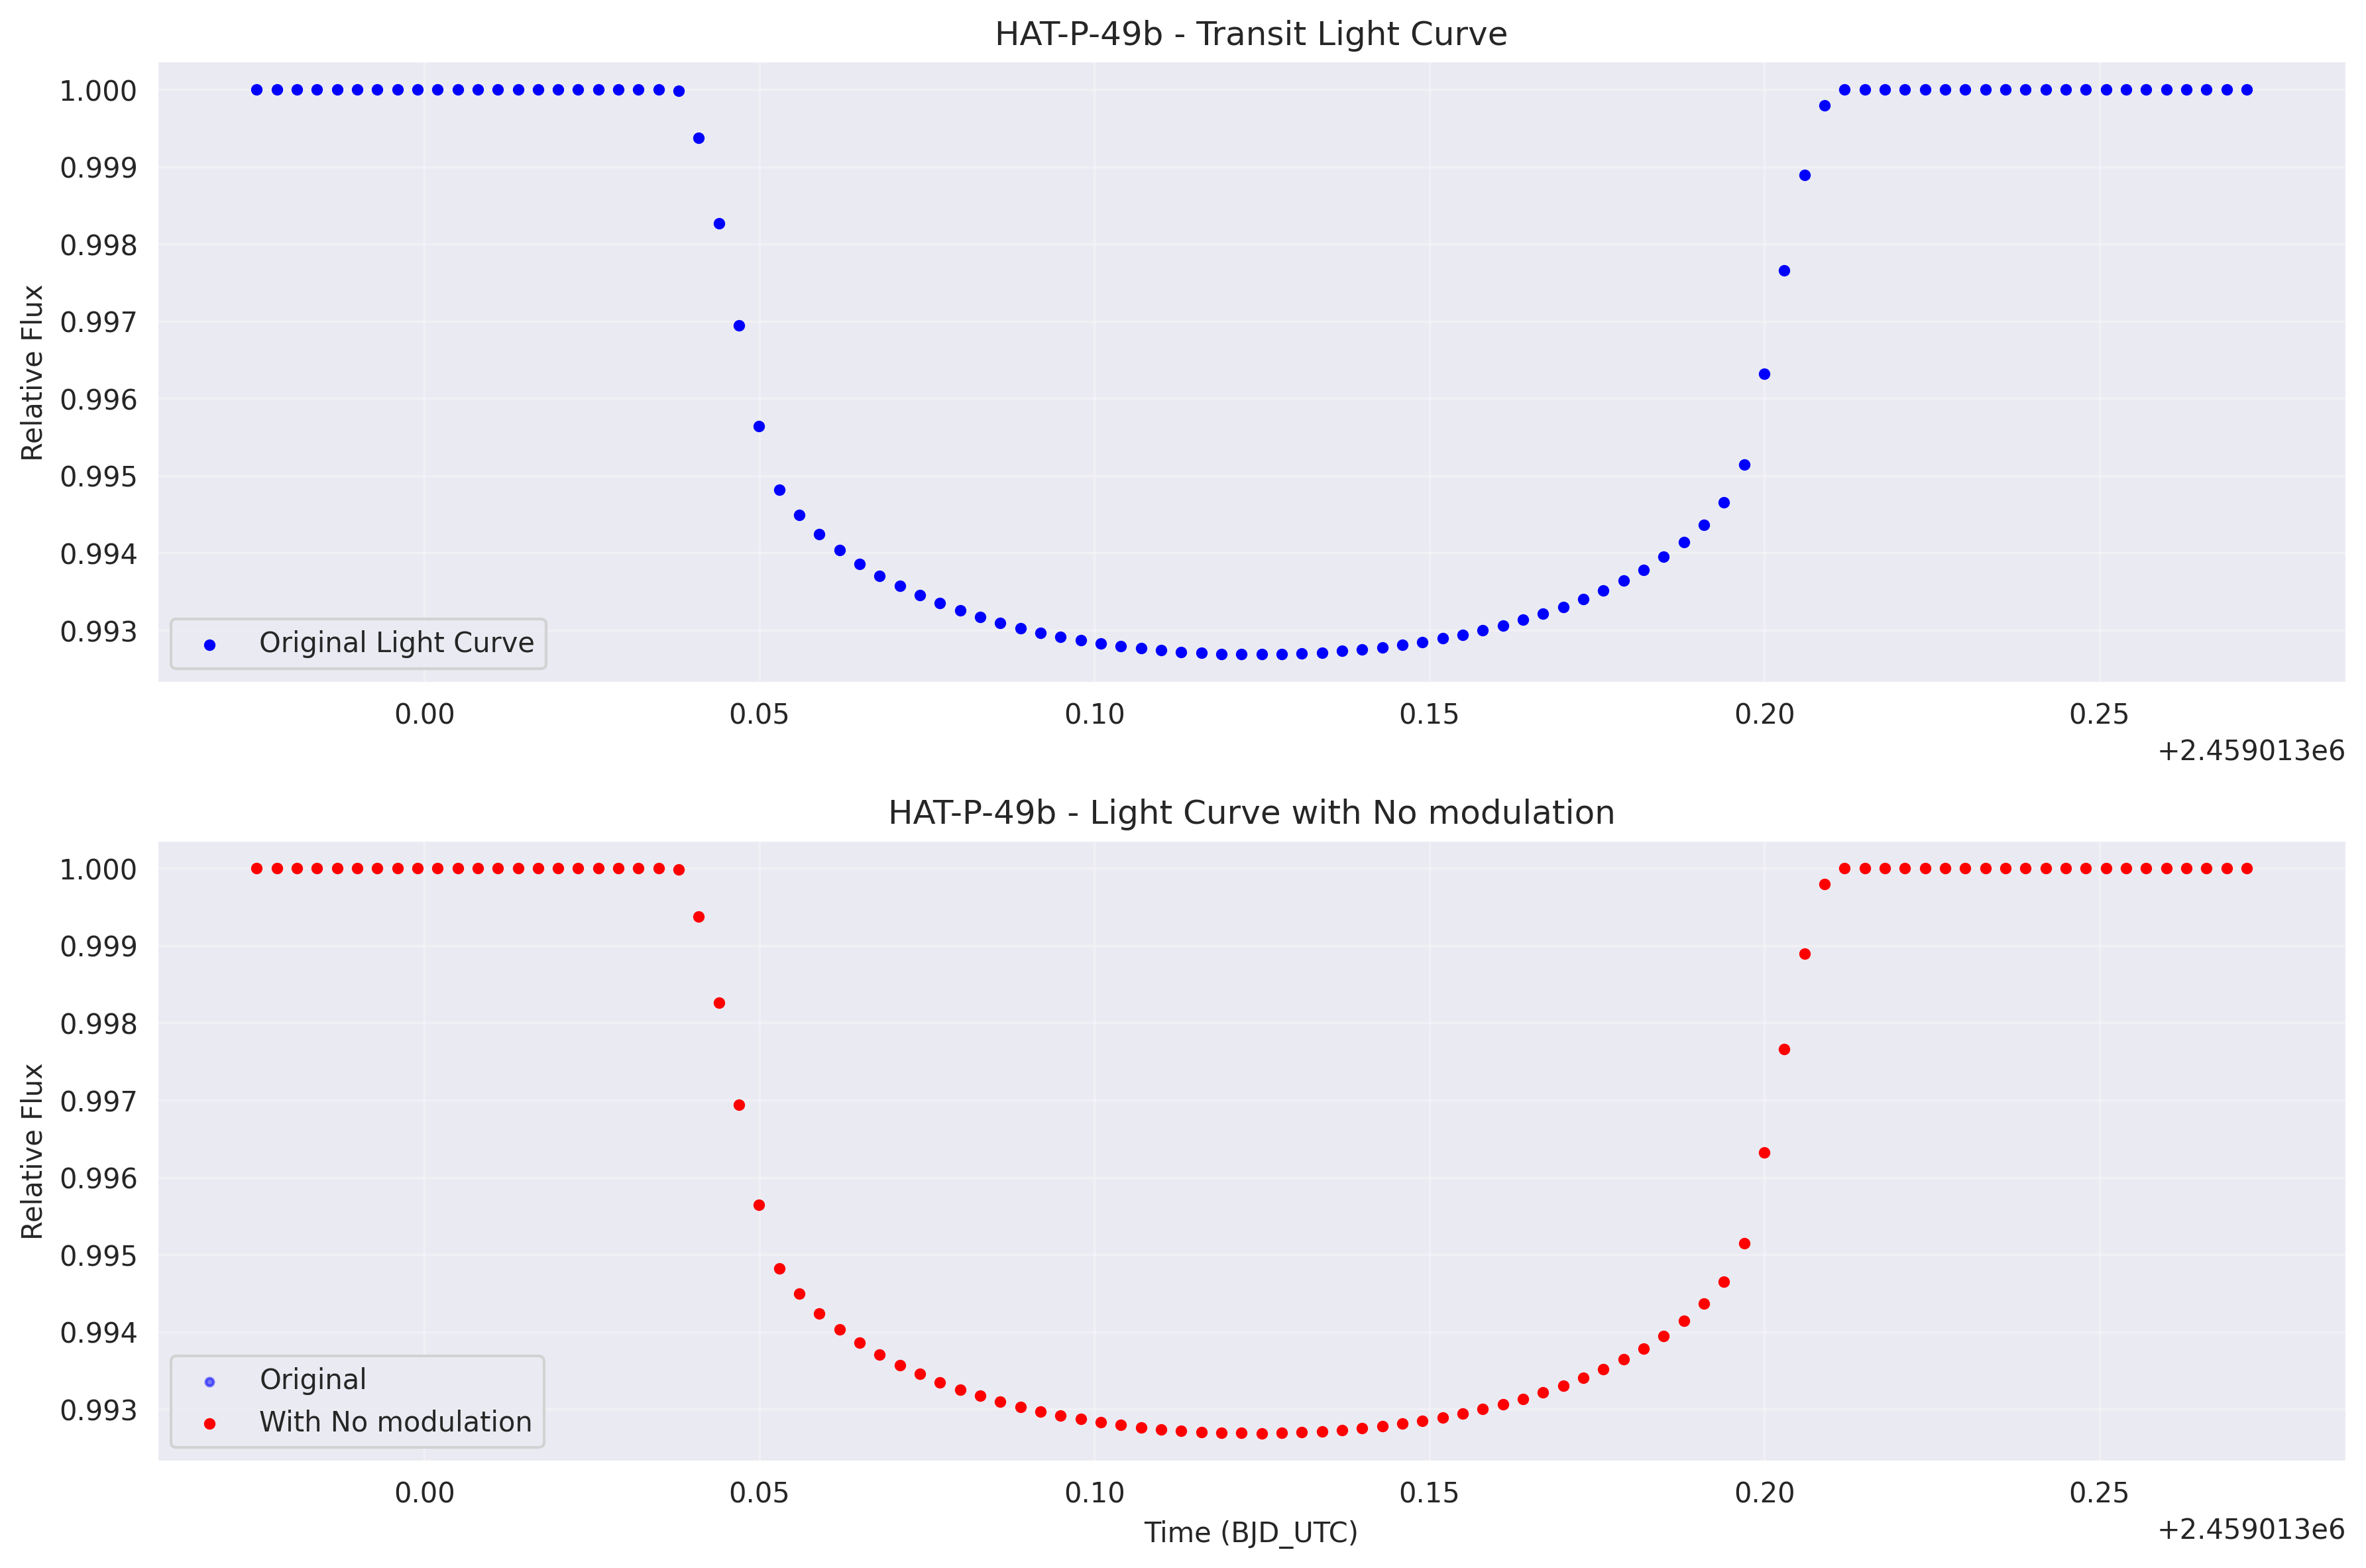 HAT-P-49b - Transit Light Curve
Relative Flux
1.000
0.999
0.998
0.997
0.996
0.995
0.994
0.993
Original Light Curve
0.00 0.05 0.10 0.15 0.20 0.25
+2.459013e6
HAT-P-49b - Light Curve with No modulation
Relative Flux
1.000
0.999
0.998
0.997
0.996
0.995
0.994
0.993
Original
With No modulation
0.00 0.05 0.10 0.15 0.20 0.25
Time (BJD_UTC)
+2.459013e6